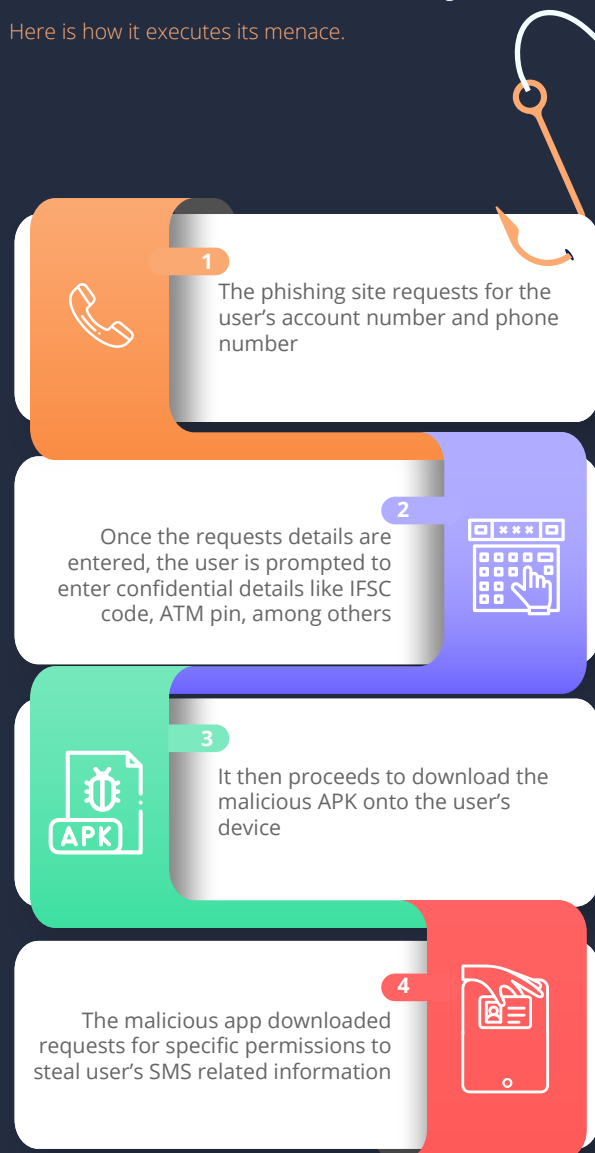 Here is how it executes its menace.
1
The phishing site requests for the
user’s account number and phone
number
2
Once the requests details are
entered, the user is prompted to
enter confidential details like IFSC
code, ATM pin, among others
3
It then proceeds to download the
malicious APK onto the user’s
device
APK
4
The malicious app downloaded
requests for specific permissions to
steal user’s SMS related information